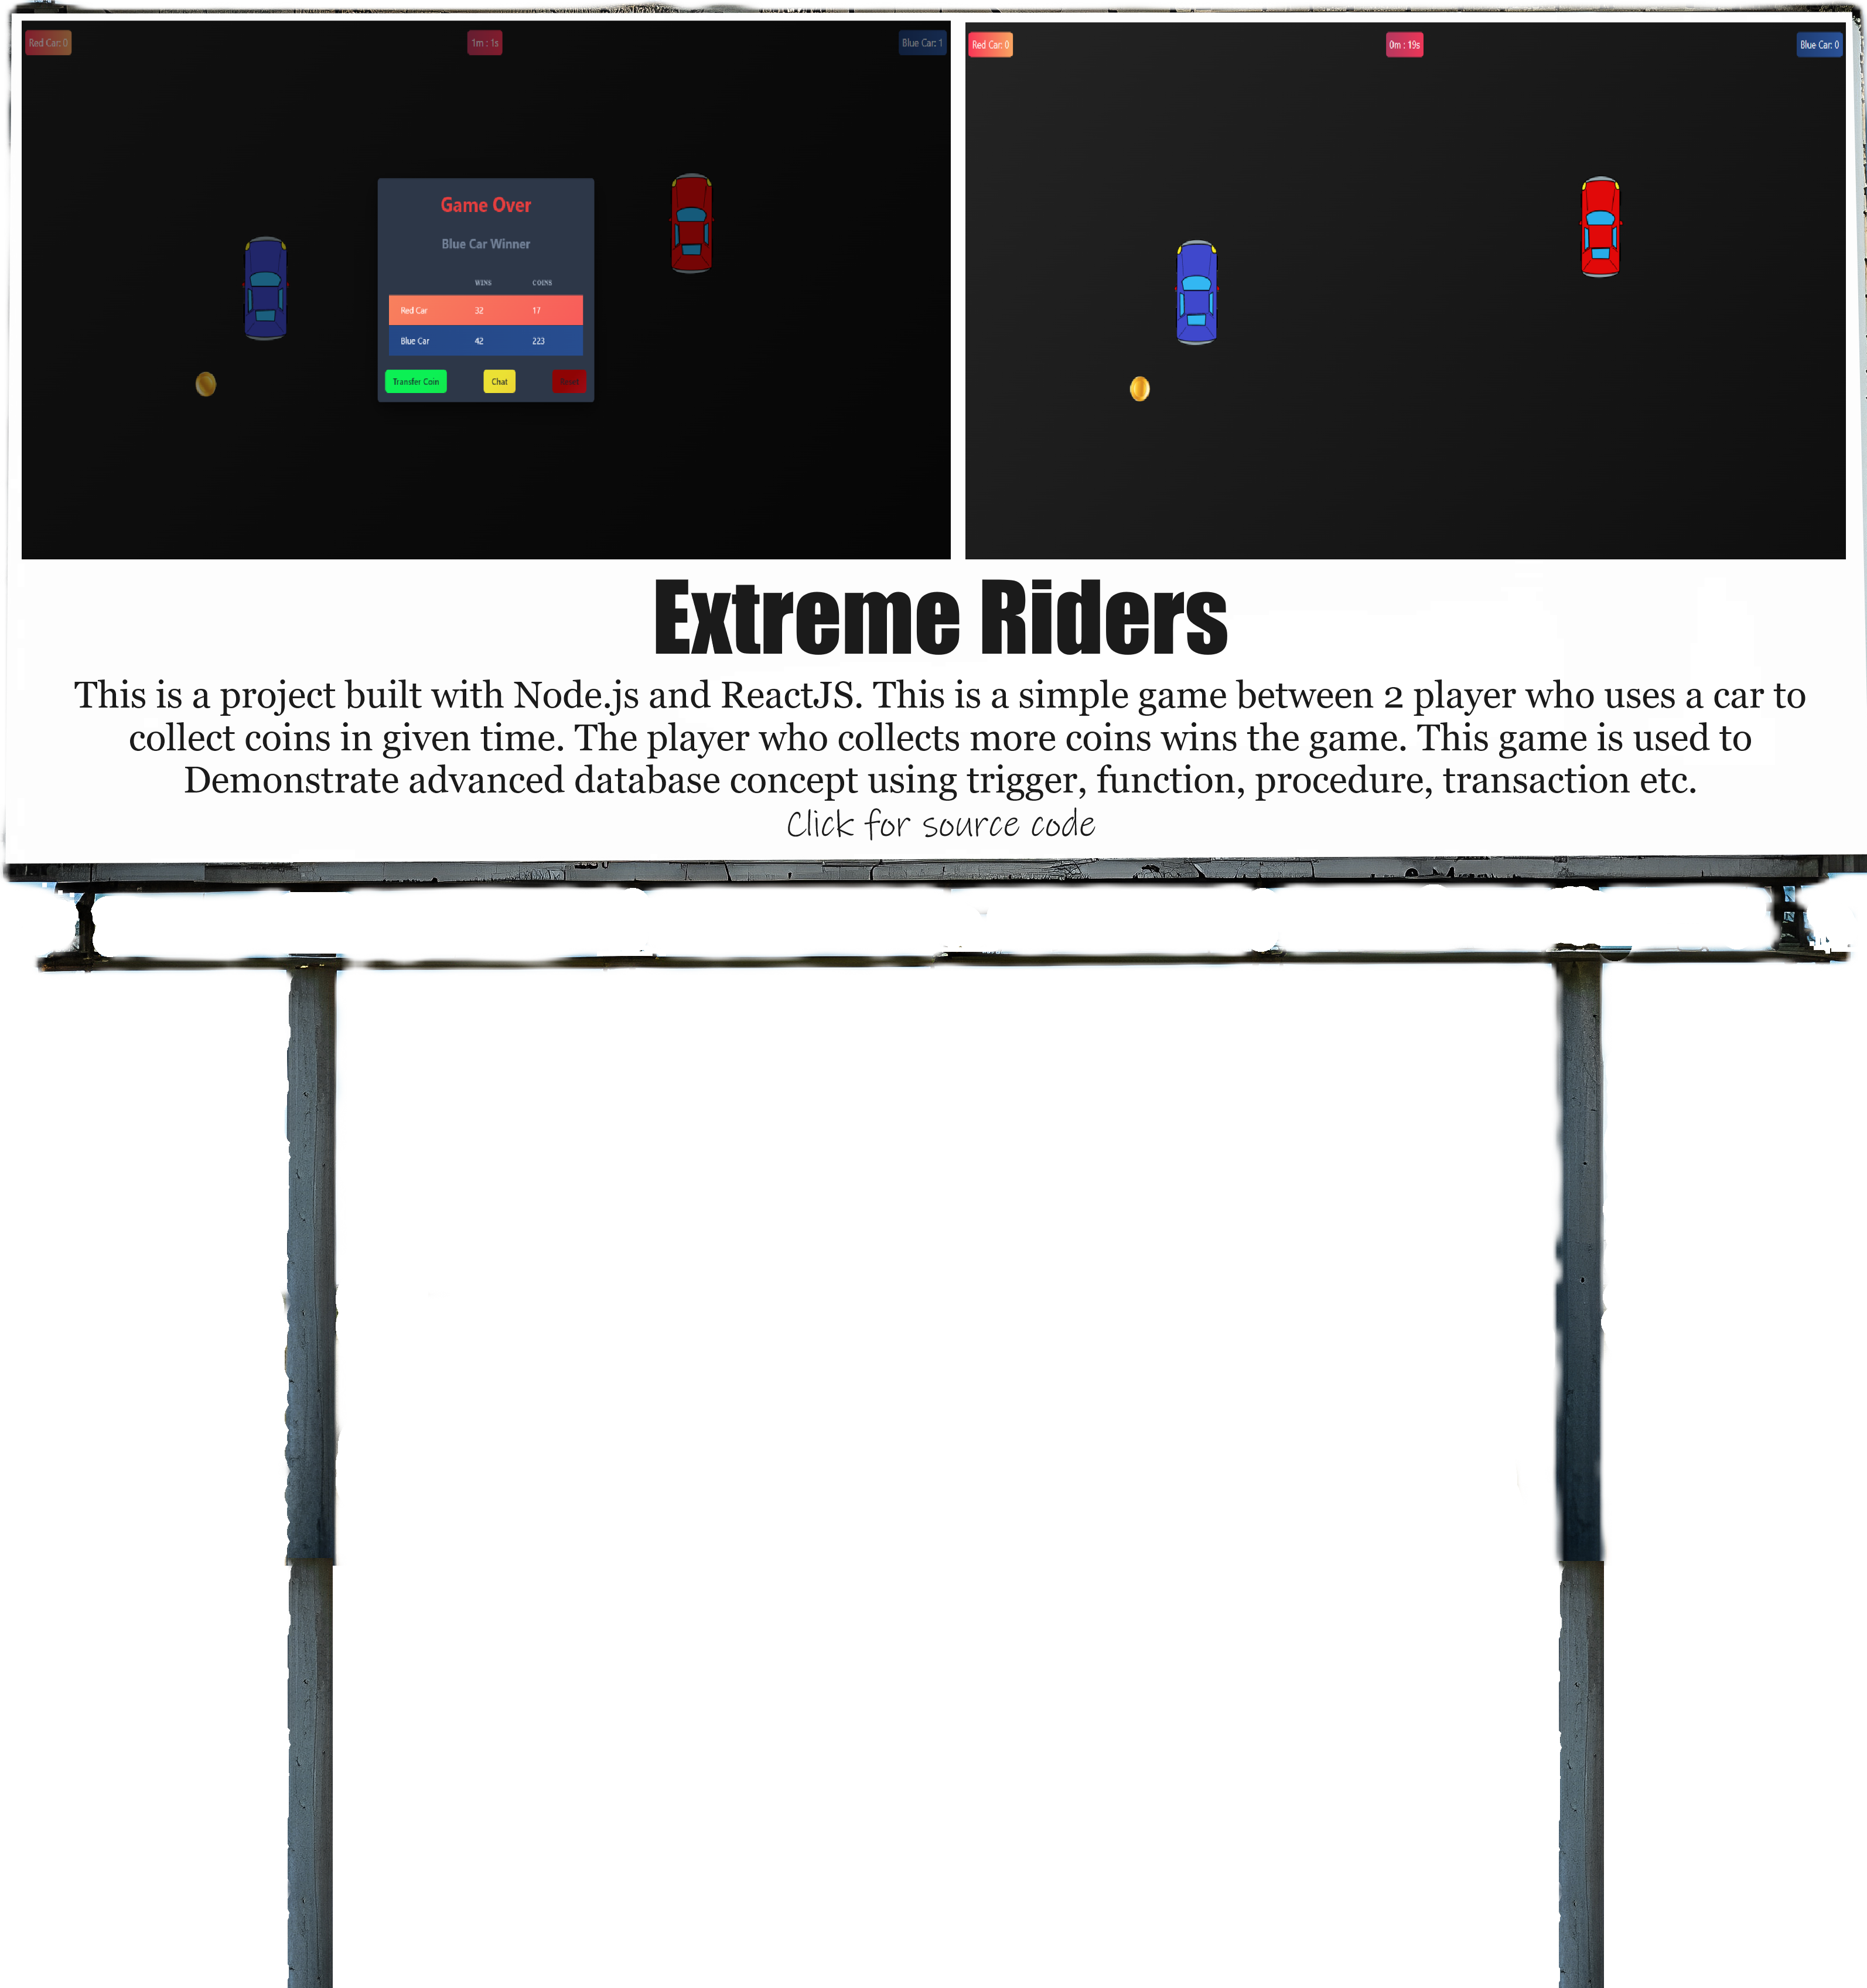 Red Car: 0
1m : 1s
Blue Car: 1
Game Over
Blue Car Winner
WINS COINS
Red Car 32 17
Blue Car 42 223
Transfer Coin Chat Reset
Red Car: 0
0m : 19s
Blue Car: 0
Extreme Riders
This is a project built with Node.js and ReactJS. This is a simple game between 2 player who uses a car to
collect coins in given time. The player who collects more coins wins the game. This game is used to
Demonstrate advanced database concept using trigger, function, procedure, transaction etc.
Click for source code